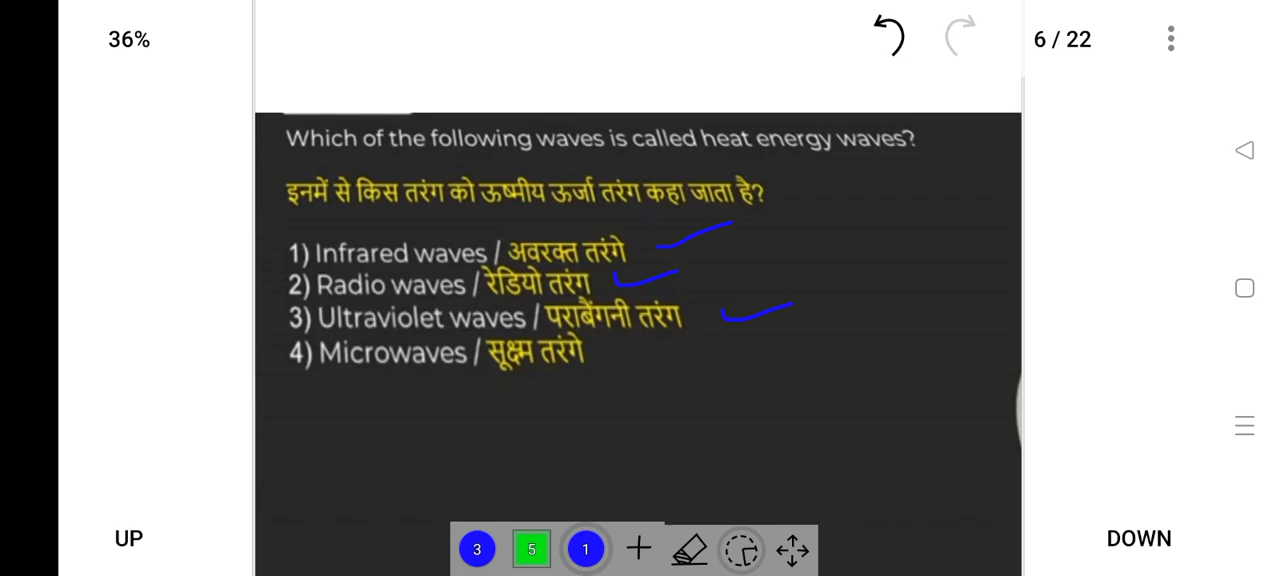 36%
6 / 22
Which of the following waves is called heat energy waves?
इनमें से किस तरंग को ऊष्मीय ऊर्जा तरंग कहा जाता है?
1) Infrared waves / अवरक्त तरंगे
2) Radio waves / रेडियो तरंग
3) Ultraviolet waves / पराबैंगनी तरंग
4) Microwaves / सूक्ष्म तरंगे
UP
3 5 1
DOWN